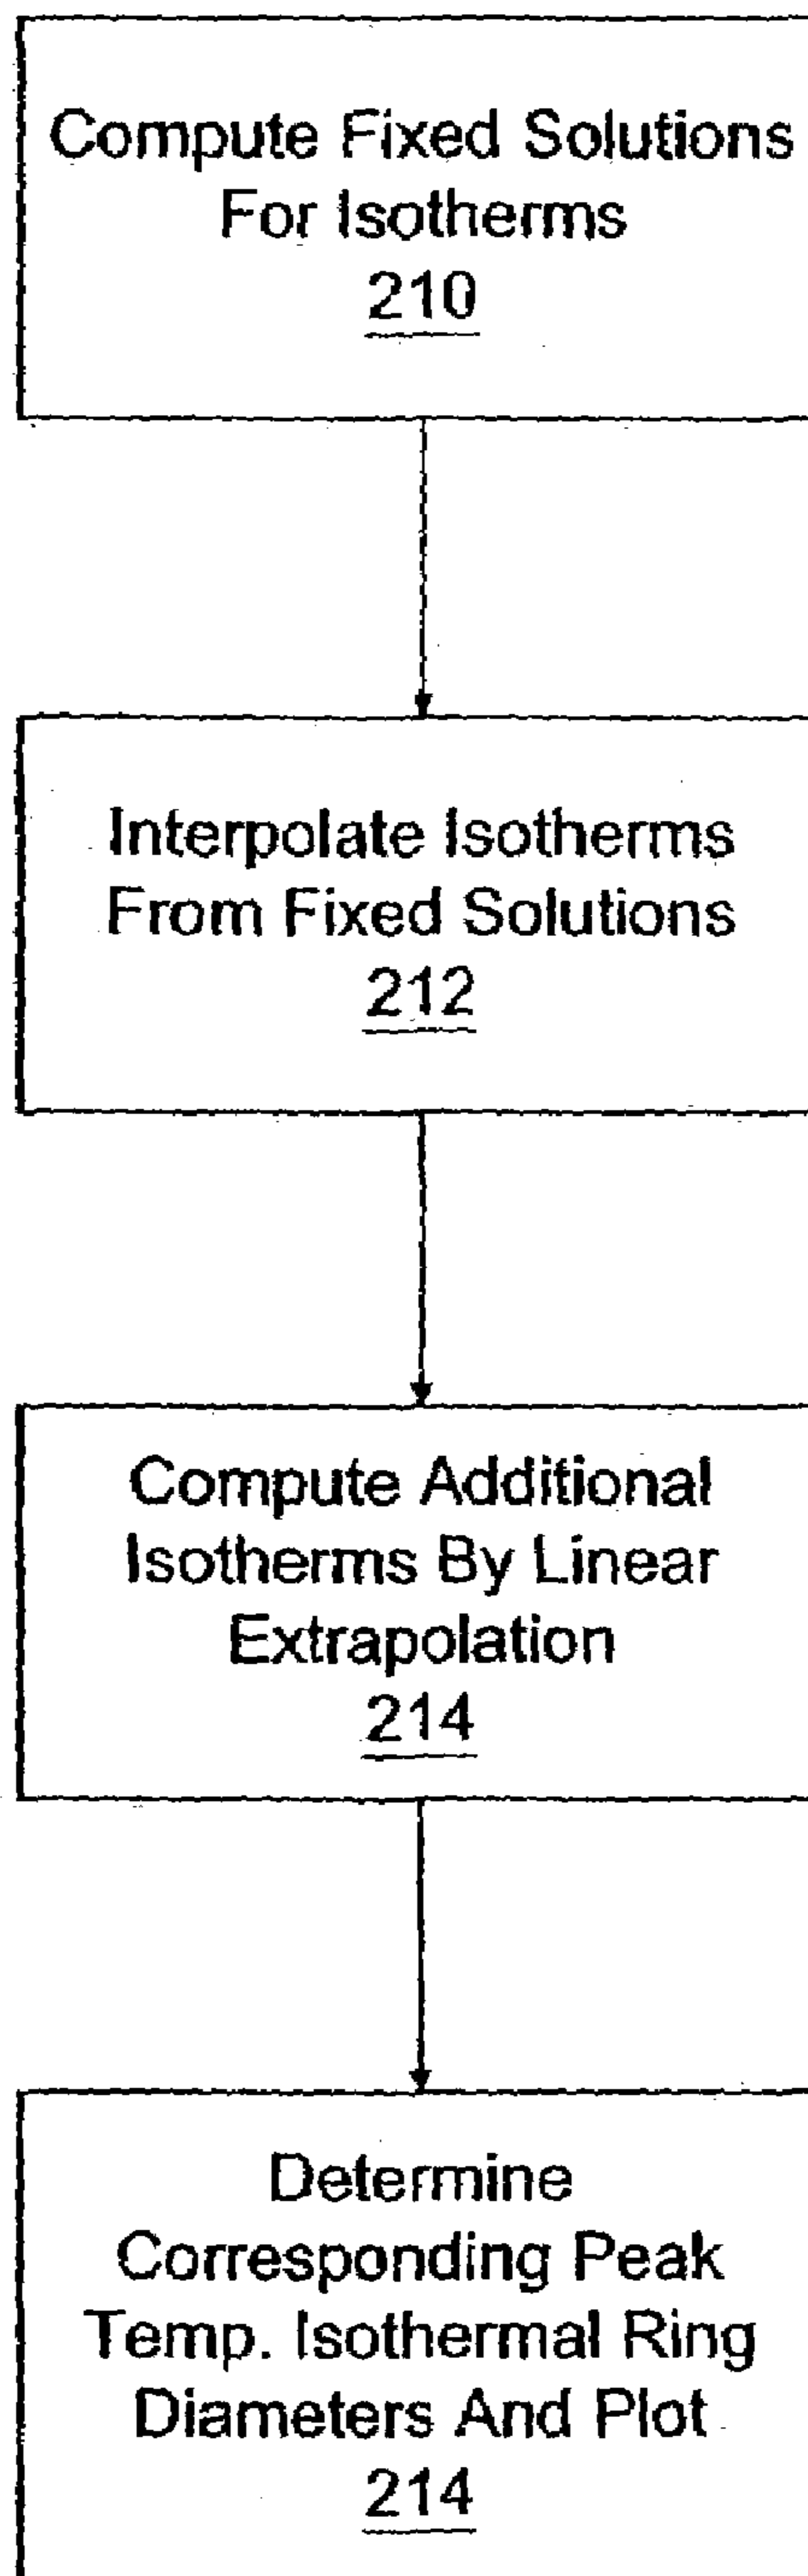 Compute Fixed Solutions
For Isotherms
210
Interpolate Isotherms
From Fixed Solutions
212
Compute Additional
Isotherms By Linear
Extrapolation
214
Determine
Corresponding Peak
Temp. Isothermal Ring
Diameters And Plot
214